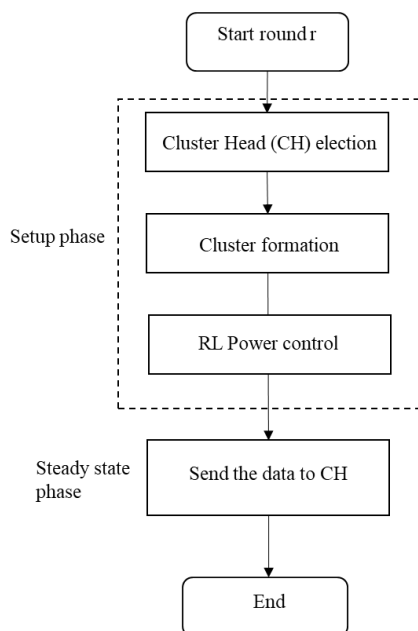 Start round r
Cluster Head (CH) election
Setup phase
Cluster formation
RL Power control
Steady state
phase
Send the data to CH
End